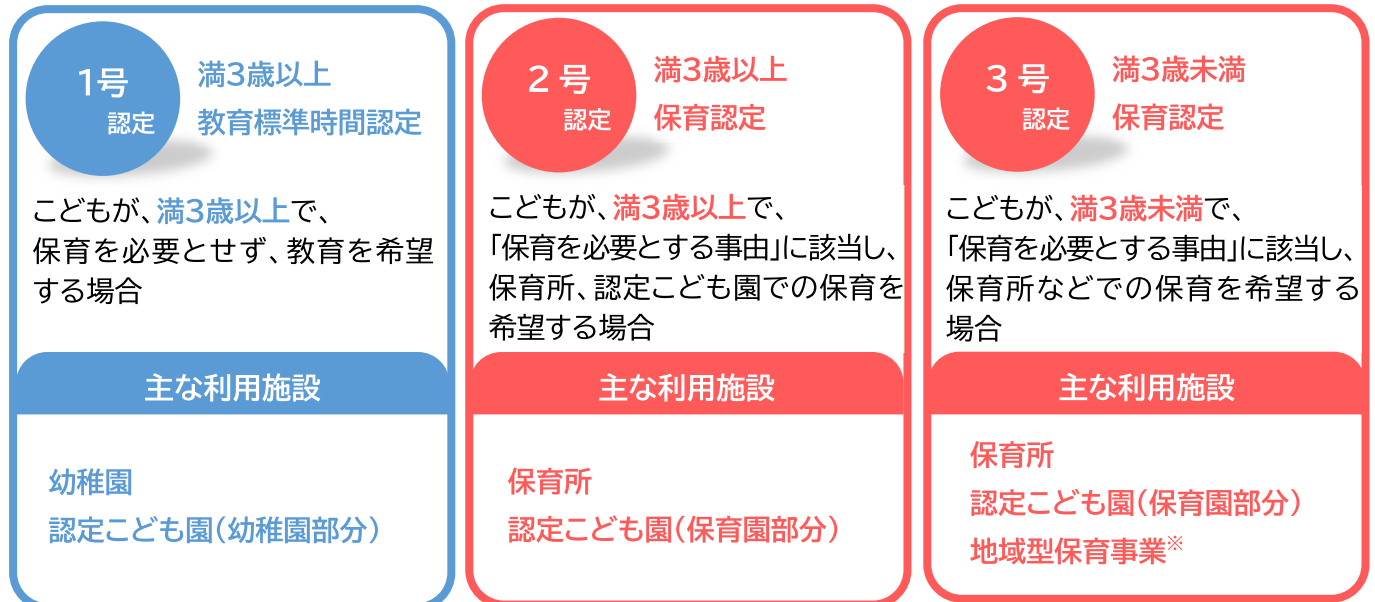 1号
認定
満3歳以上
教育標準時間認定
こどもが、満3歳以上で、
保育を必要とせず、教育を希望
する場合
主な利用施設
幼稚園
認定こども園(幼稚園部分)
2号
認定
満3歳以上
保育認定
こどもが、満3歳以上で、
「保育を必要とする事由」に該当し、
保育所、認定こども園での保育を
希望する場合
主な利用施設
保育所
認定こども園(保育園部分)
3号
認定
満3歳未満
保育認定
こどもが、満3歳未満で、
「保育を必要とする事由」に該当し、
保育所などでの保育を希望する
場合
主な利用施設
保育所
認定こども園(保育園部分)
地域型保育事業※